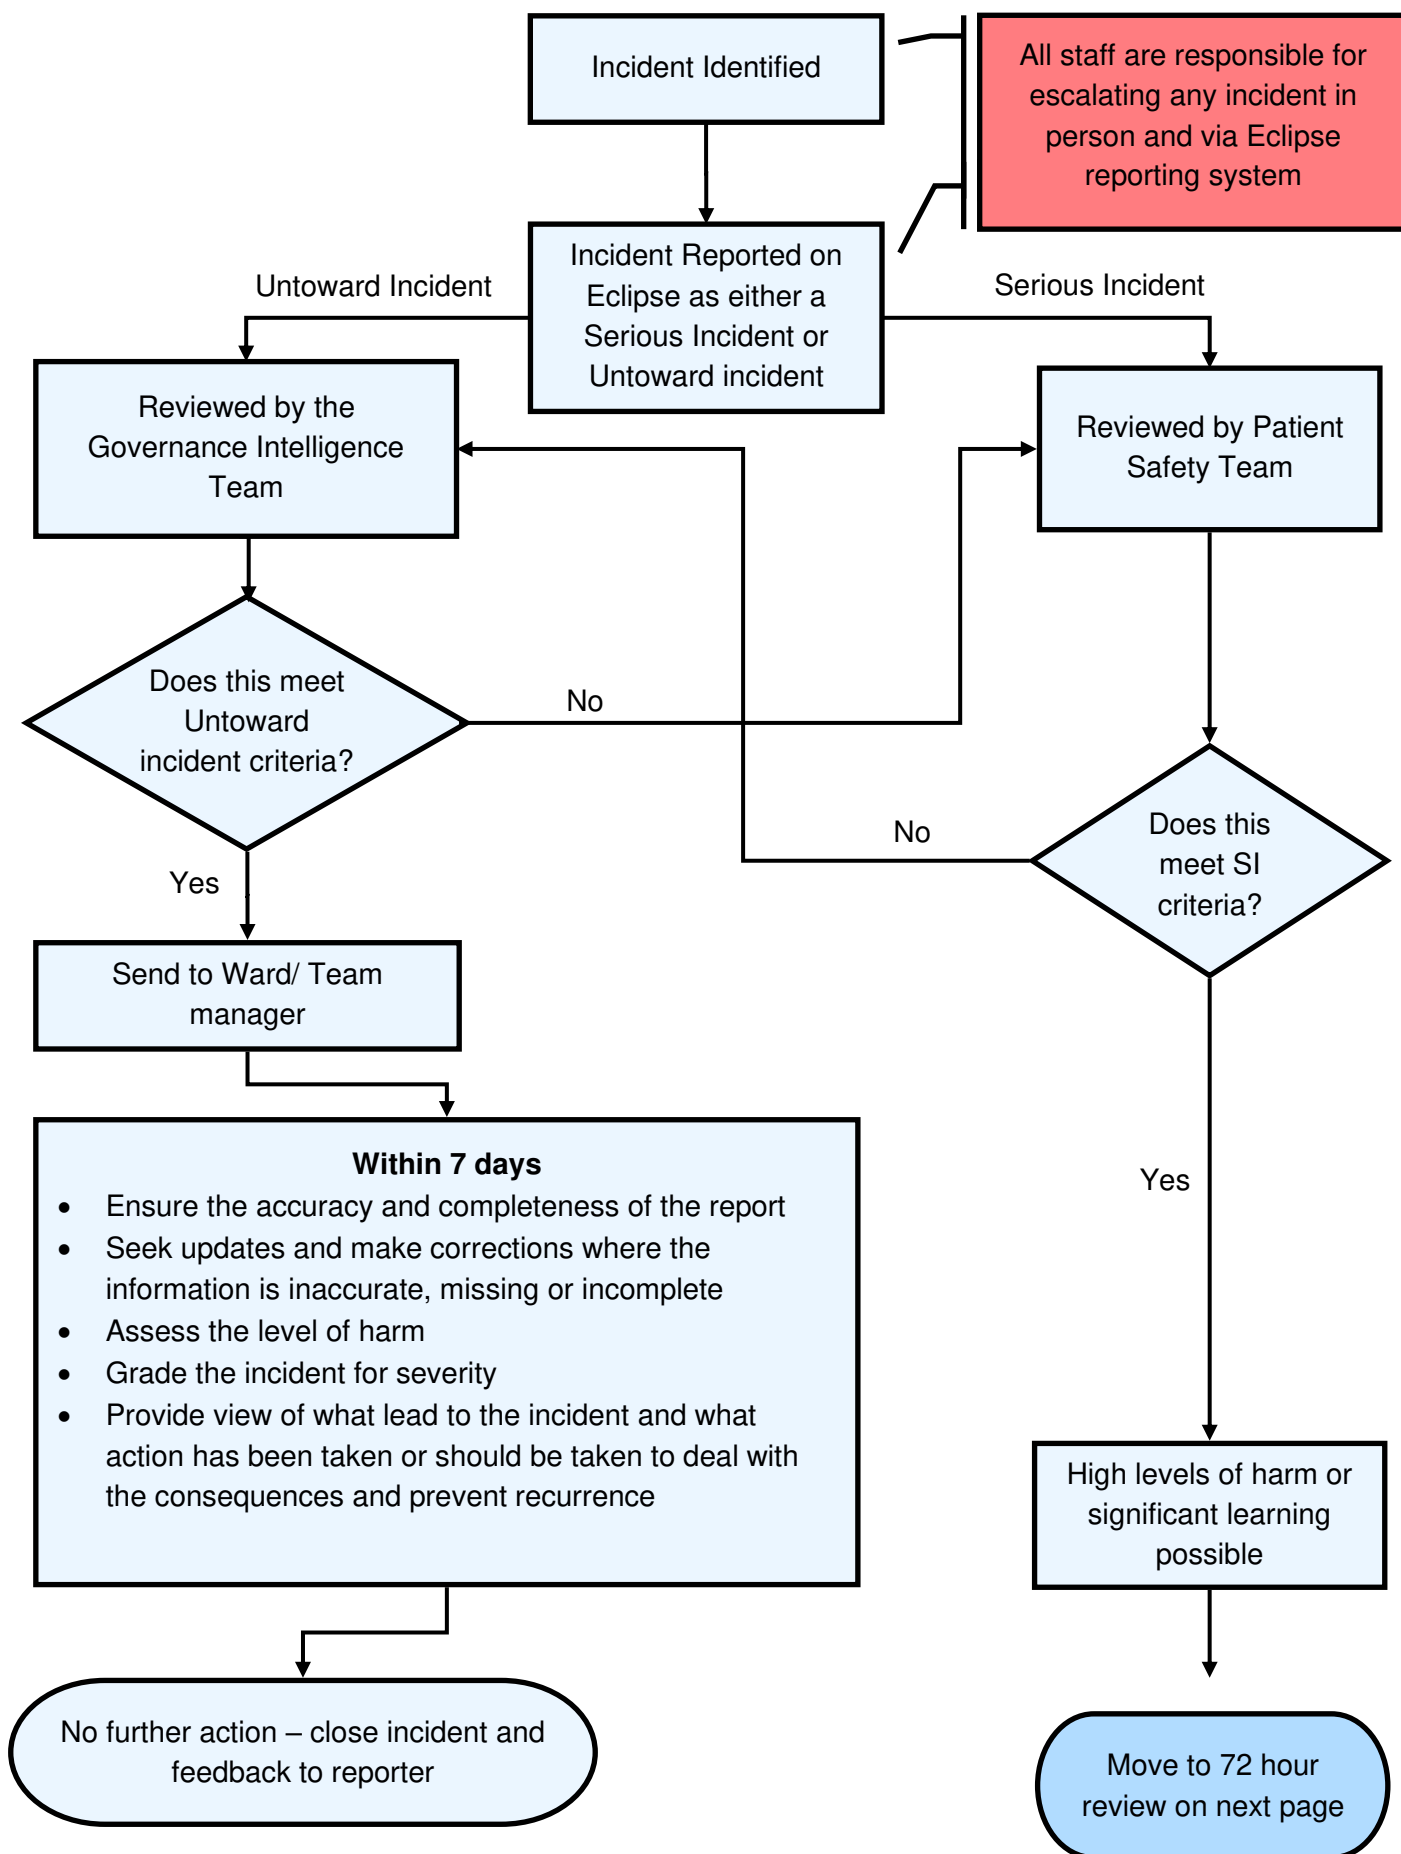 Incident Identified
All staff are responsible for
escalating any incident in
person and via Eclipse
reporting system
Incident Reported on
Eclipse as either a
Serious Incident or
Untoward incident
Untoward Incident
Serious Incident
Reviewed by the
Governance Intelligence
Team
Reviewed by Patient
Safety Team
Does this meet
Untoward
incident criteria?
No
No
Does this
meet SI
criteria?
Yes
Send to Ward/ Team
manager
Within 7 days
• Ensure the accuracy and completeness of the report
• Seek updates and make corrections where the
information is inaccurate, missing or incomplete
• Assess the level of harm
• Grade the incident for severity
• Provide view of what lead to the incident and what
action has been taken or should be taken to deal with
the consequences and prevent recurrence
Yes
High levels of harm or
significant learning
possible
No further action – close incident and
feedback to reporter
Move to 72 hour
review on next page